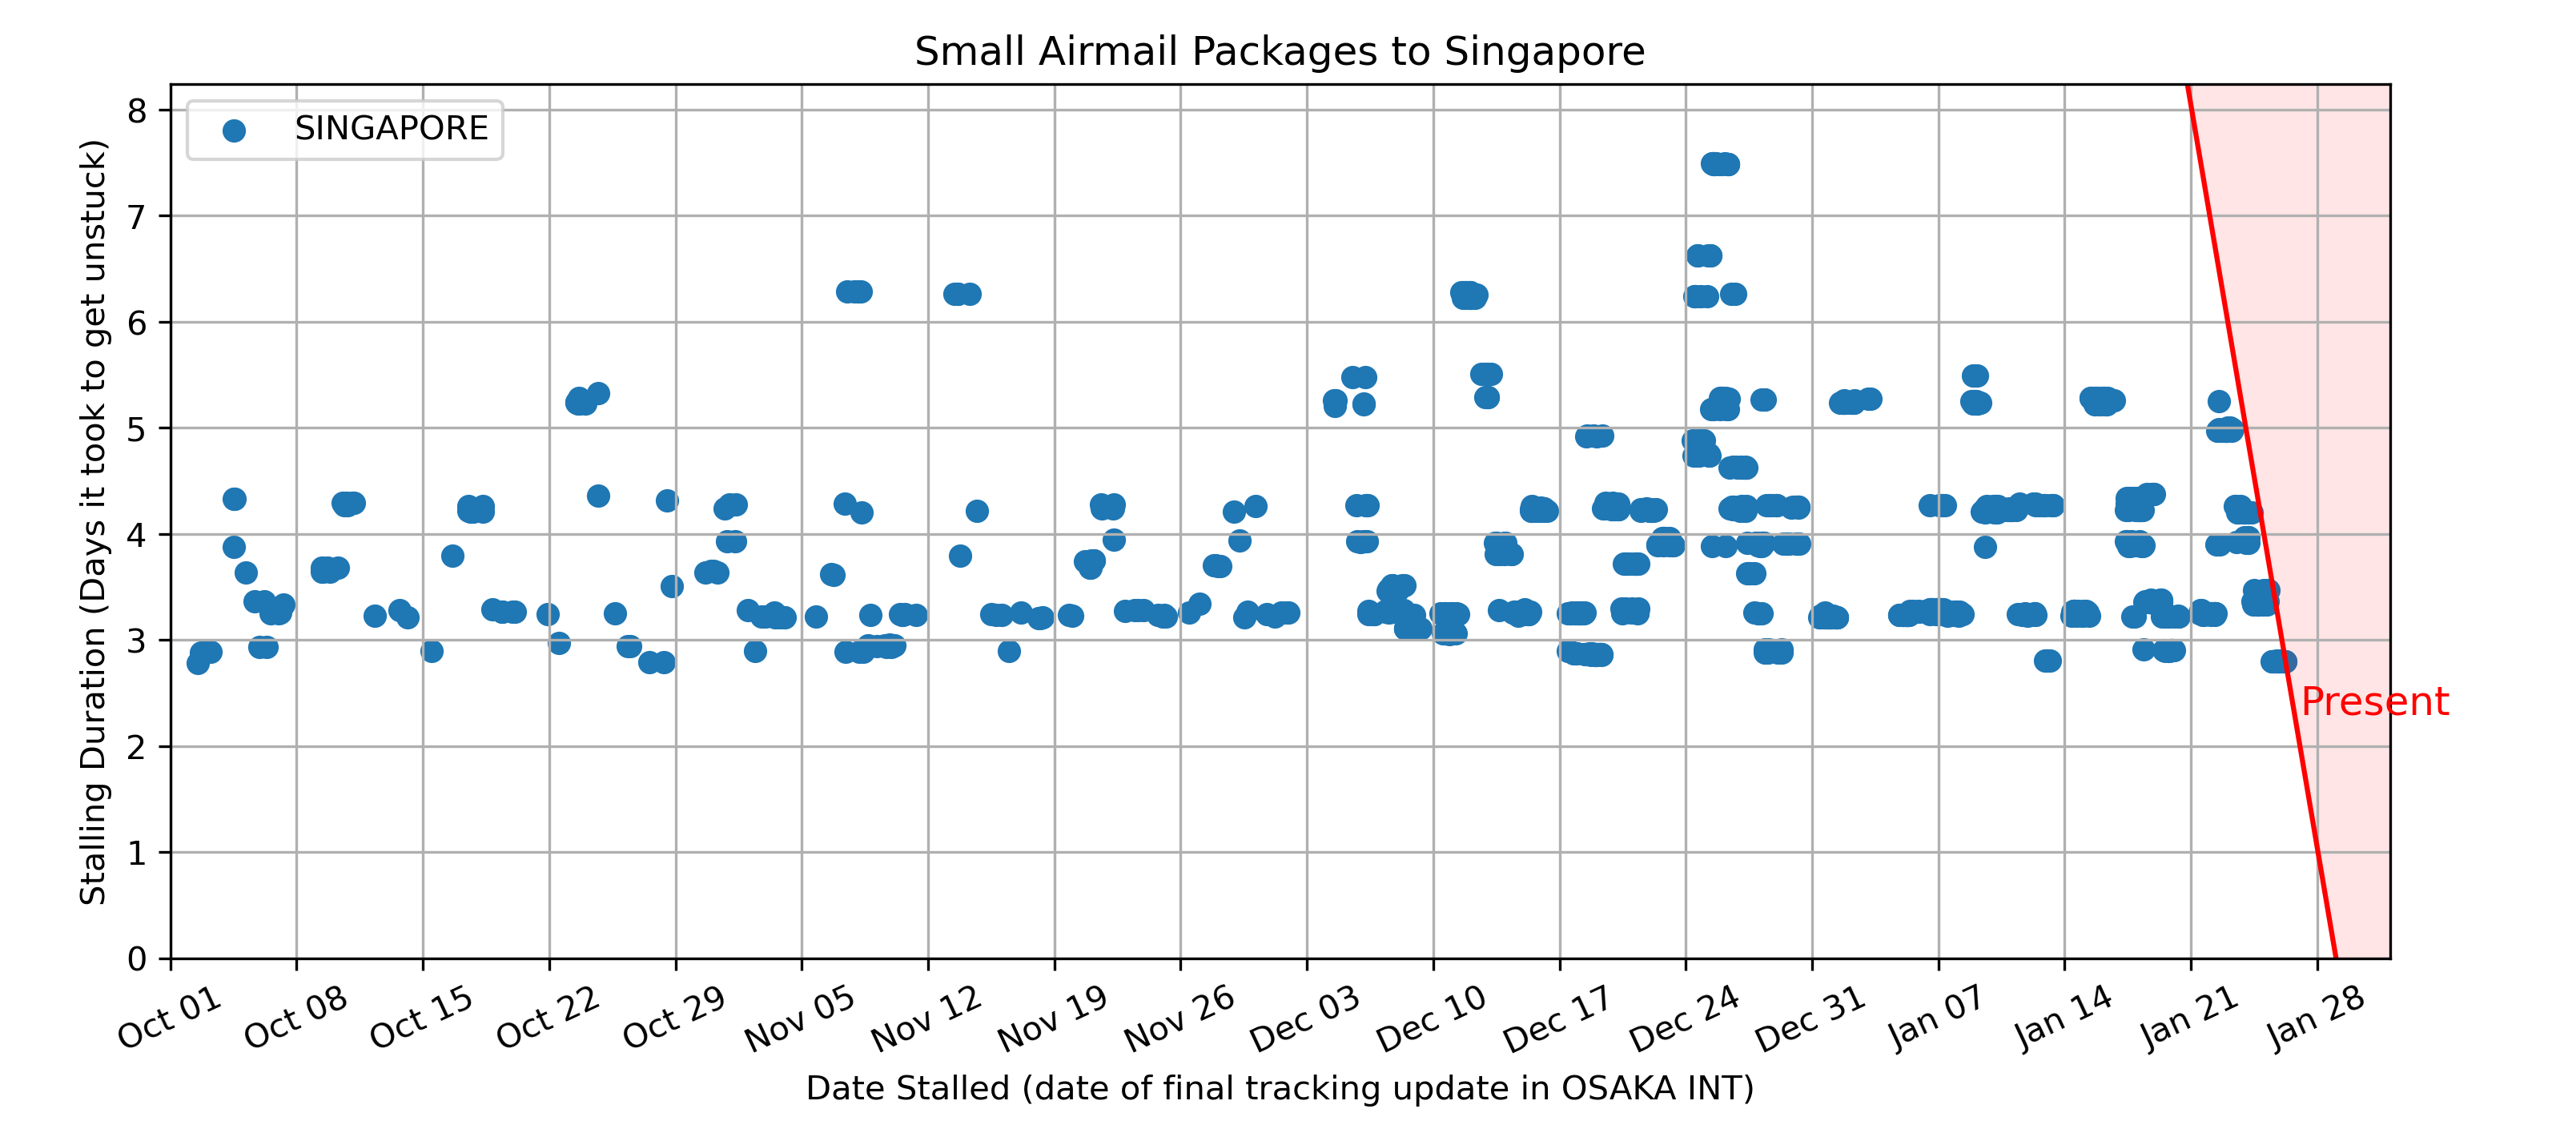 Small Airmail Packages to Singapore
SINGAPORE
8
7
6
5
4
3
2
1
0
Stalling Duration (Days it took to get unstuck)
Present
Oct 01 Oct 08 Oct 15 Oct 22 Oct 29 Nov 05 Nov 12 Nov 19 Nov 26 Dec 03 Dec 10 Dec 17 Dec 24 Dec 31 Jan 07 Jan 14 Jan 21 Jan 28
Date Stalled (date of final tracking update in OSAKA INT)